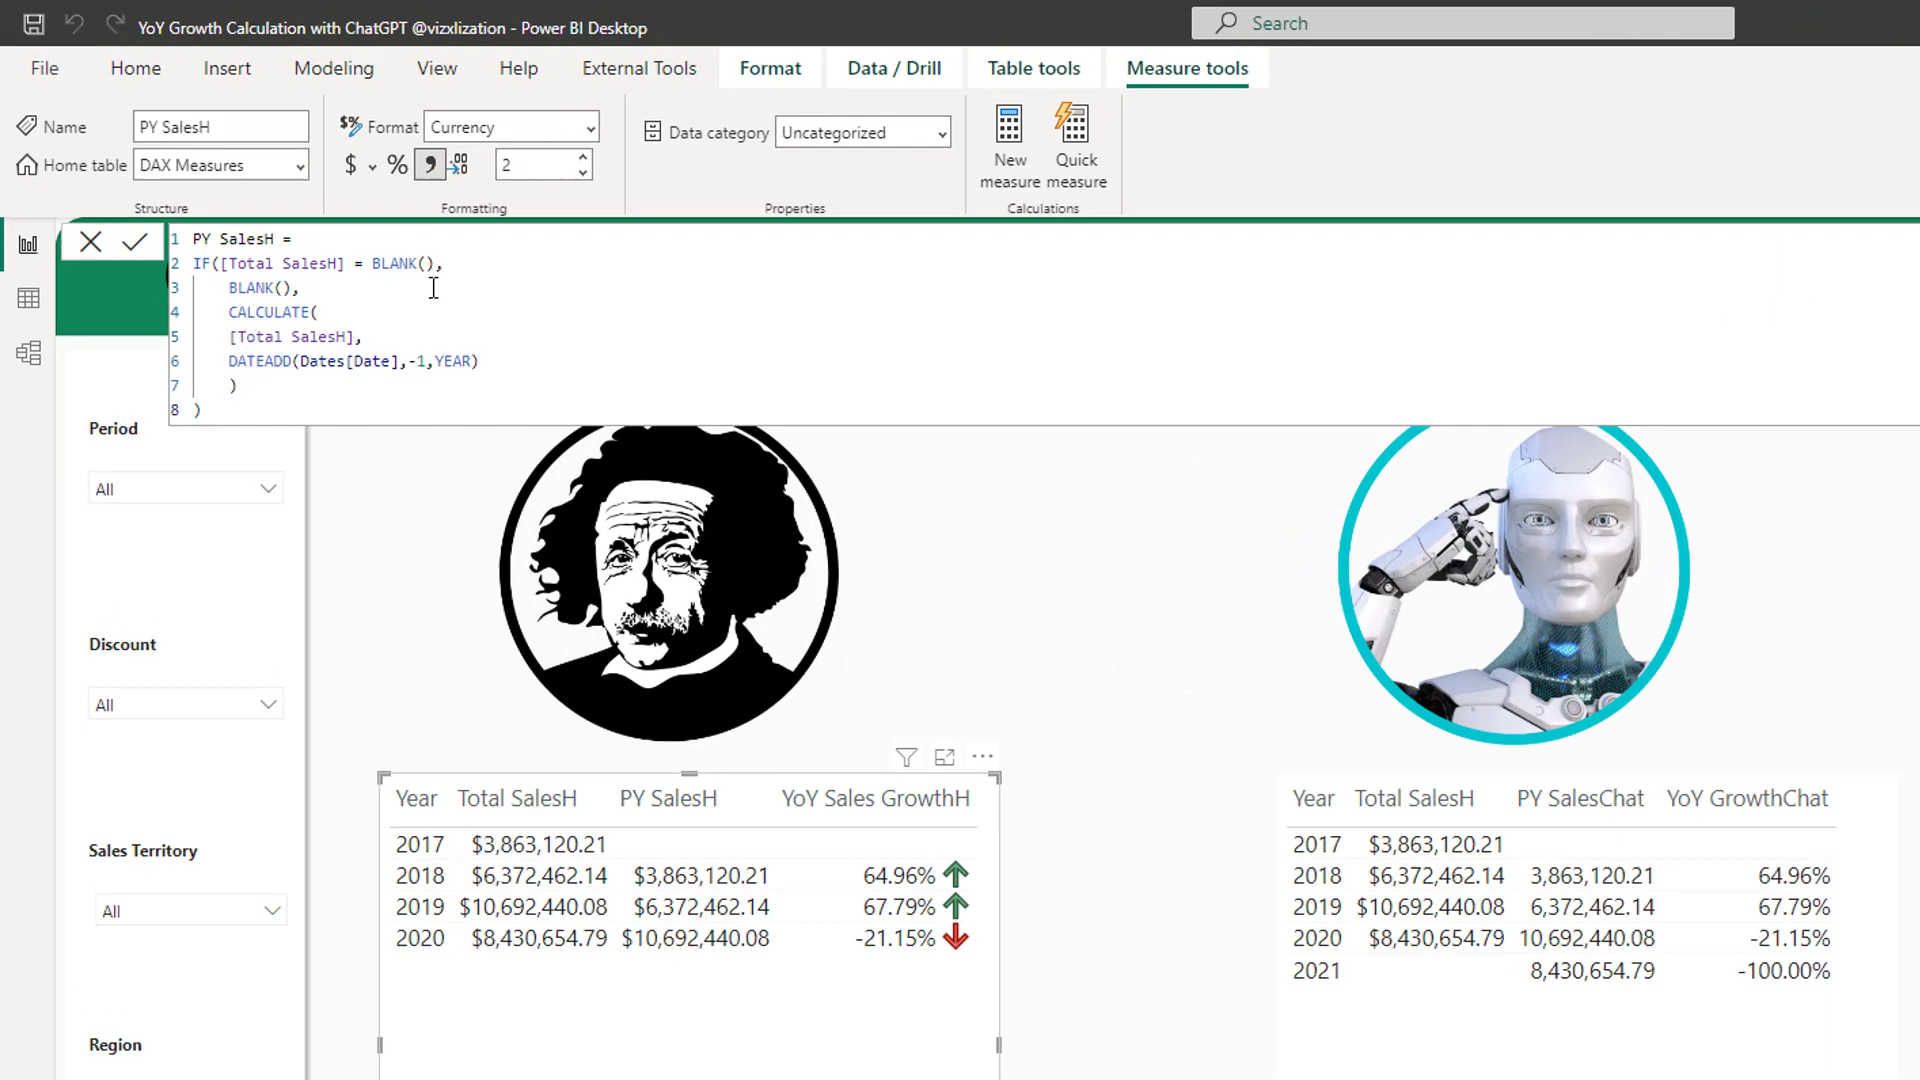 YoY Growth Calculation with ChatGPT @vizxlization - Power BI Desktop
Search
File Home Insert Modeling View Help External Tools Format Data / Drill Table tools Measure tools
Name PY SalesH
Format Currency
Data category Uncategorized
Home table DAX Measures
$ % 9 .00 →0 2
New measure
Quick measure
Structure Formatting Properties Calculations
1 PY SalesH =
2 IF([Total SalesH] = BLANK(),
3 BLANK(),
4 CALCULATE(
5 [Total SalesH],
6 DATEADD(Dates[Date],-1,YEAR)
7 )
8 )
Period
All
Discount
All
Sales Territory
All
Region
Year Total SalesH PY SalesH YoY Sales GrowthH
2017 $3,863,120.21
2018 $6,372,462.14 $3,863,120.21 64.96%
2019 $10,692,440.08 $6,372,462.14 67.79%
2020 $8,430,654.79 $10,692,440.08 -21.15%
Year Total SalesH PY SalesChat YoY GrowthChat
2017 $3,863,120.21
2018 $6,372,462.14 3,863,120.21 64.96%
2019 $10,692,440.08 6,372,462.14 67.79%
2020 $8,430,654.79 10,692,440.08 -21.15%
2021 8,430,654.79 -100.00%